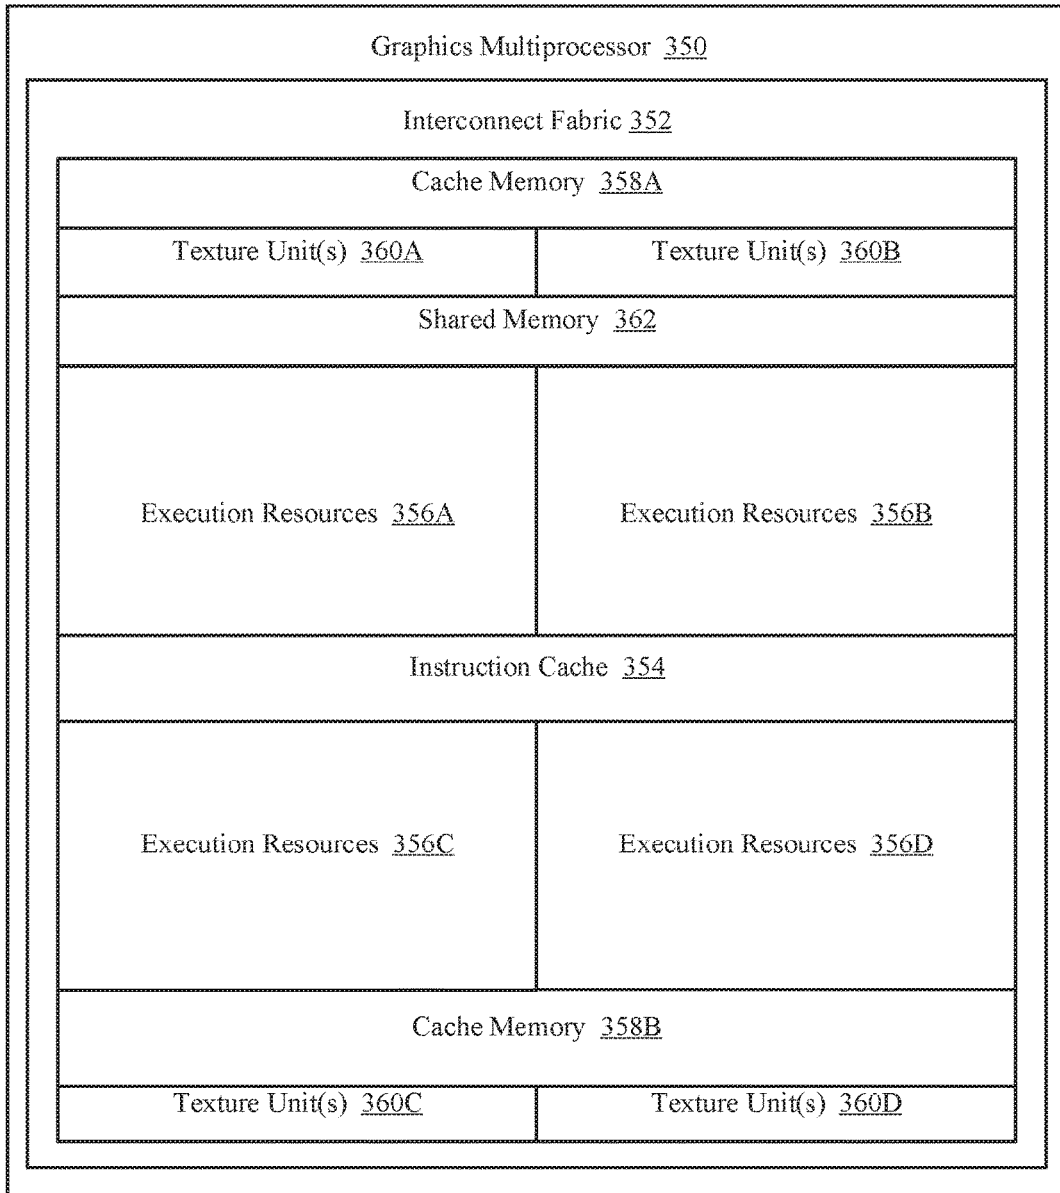 Graphics Multiprocessor 350
Interconnect Fabric 352
Cache Memory 358A
Texture Unit(s) 360A
Texture Unit(s) 360B
Shared Memory 362
Execution Resources 356A
Execution Resources 356B
Instruction Cache 354
Execution Resources 356C
Execution Resources 356D
Cache Memory 358B
Texture Unit(s) 360C
Texture Unit(s) 360D